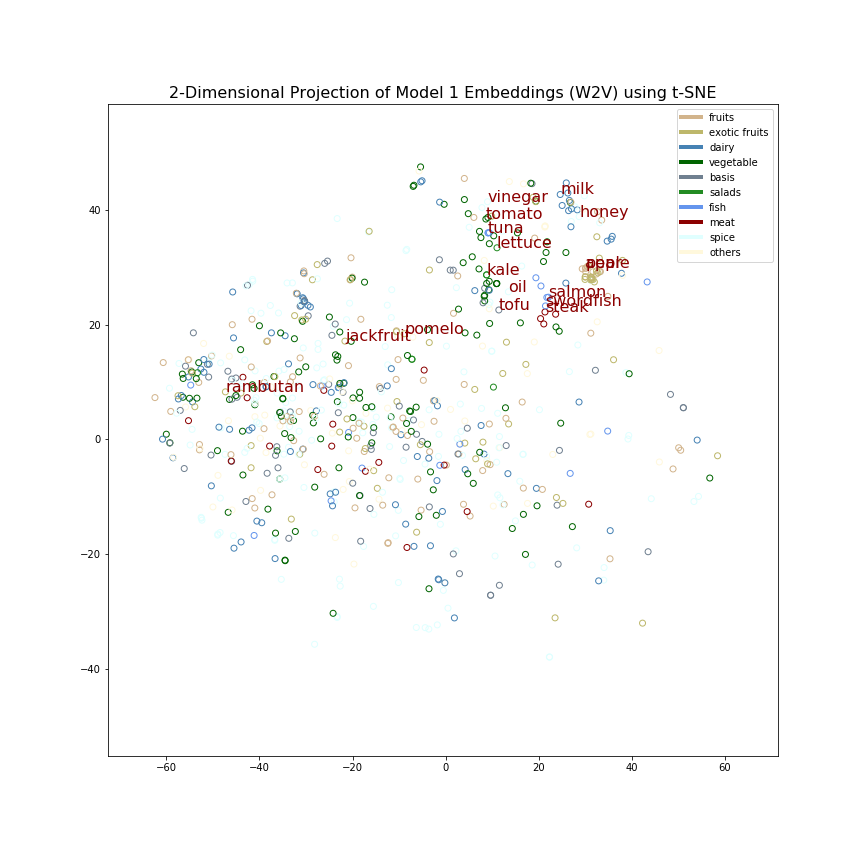 2-Dimensional Projection of Model 1 Embeddings (W2V) using t-SNE
fruits
exotic fruits
dairy
vegetable
basis
salads
fish
meat
spice
others
milk
vinegar
honey
tomato
tuna
lettuce
apple
kale
oil
salmon
tofu
swordfish
steak
pomelo
jackfruit
rambutan
40
20
0
−20
−40
−60
−40
−20
0
20
40
60